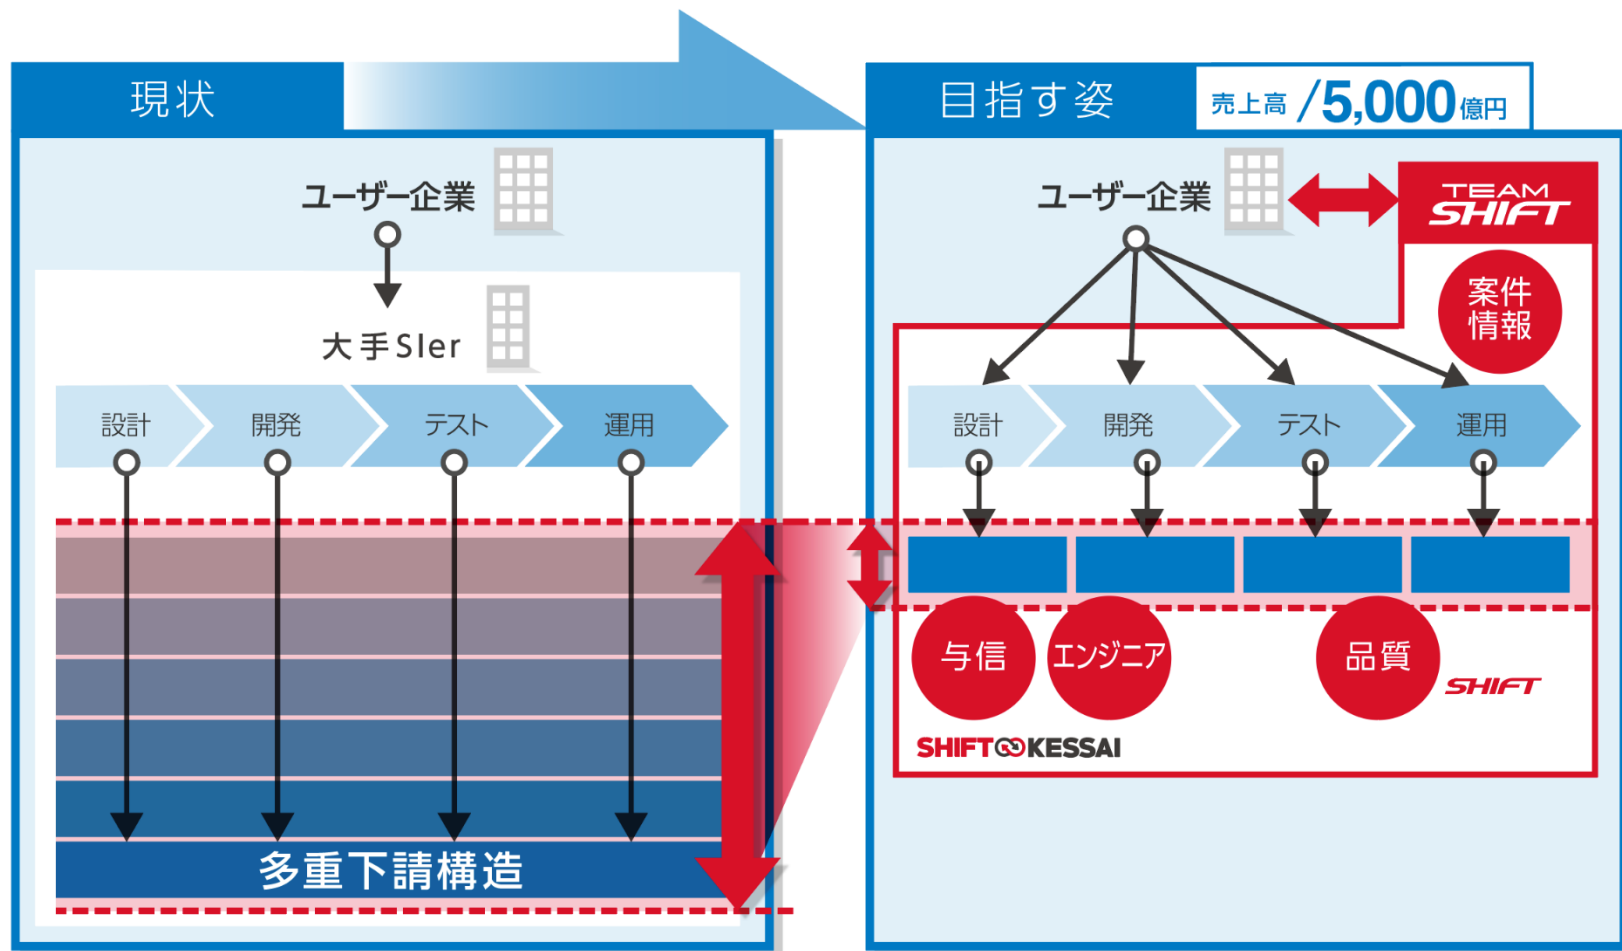 現状
ユーザー企業
大手SIer
設計
開発
テスト
運用
多重下請構造
目指す姿
売上高 /5,000億円
ユーザー企業
TEAM
SHIFT
案件
情報
設計
開発
テスト
運用
与信
エンジニア
品質
SHIFT
SHIFT KESSAI